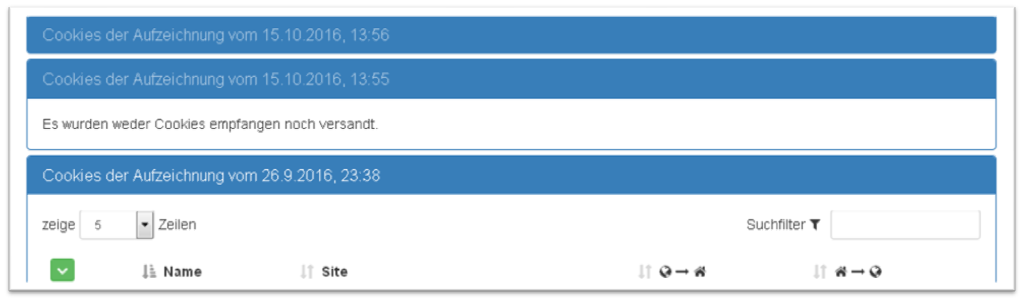 Cookies der Aufzeichnung vom 15.10.2016, 13:56
Cookies der Aufzeichnung vom 15.10.2016, 13:55
Es wurden weder Cookies empfangen noch versandt.
Cookies der Aufzeichnung vom 26.9.2016, 23:38
zeige 5 Zeilen Suchfilter
Name Site